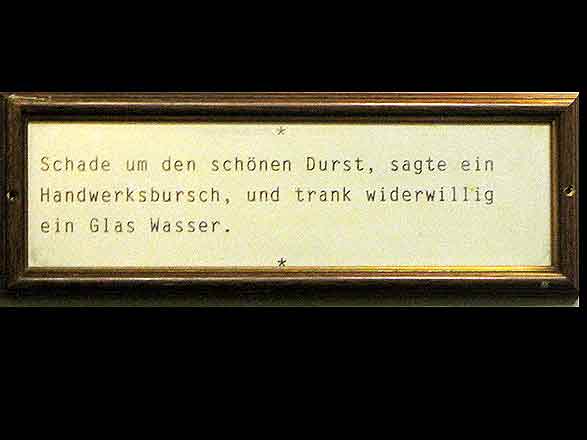 *
Schade um den schönen Durst, sagte ein
Handwerksbursch, und trank widerwillig
ein Glas Wasser.
*